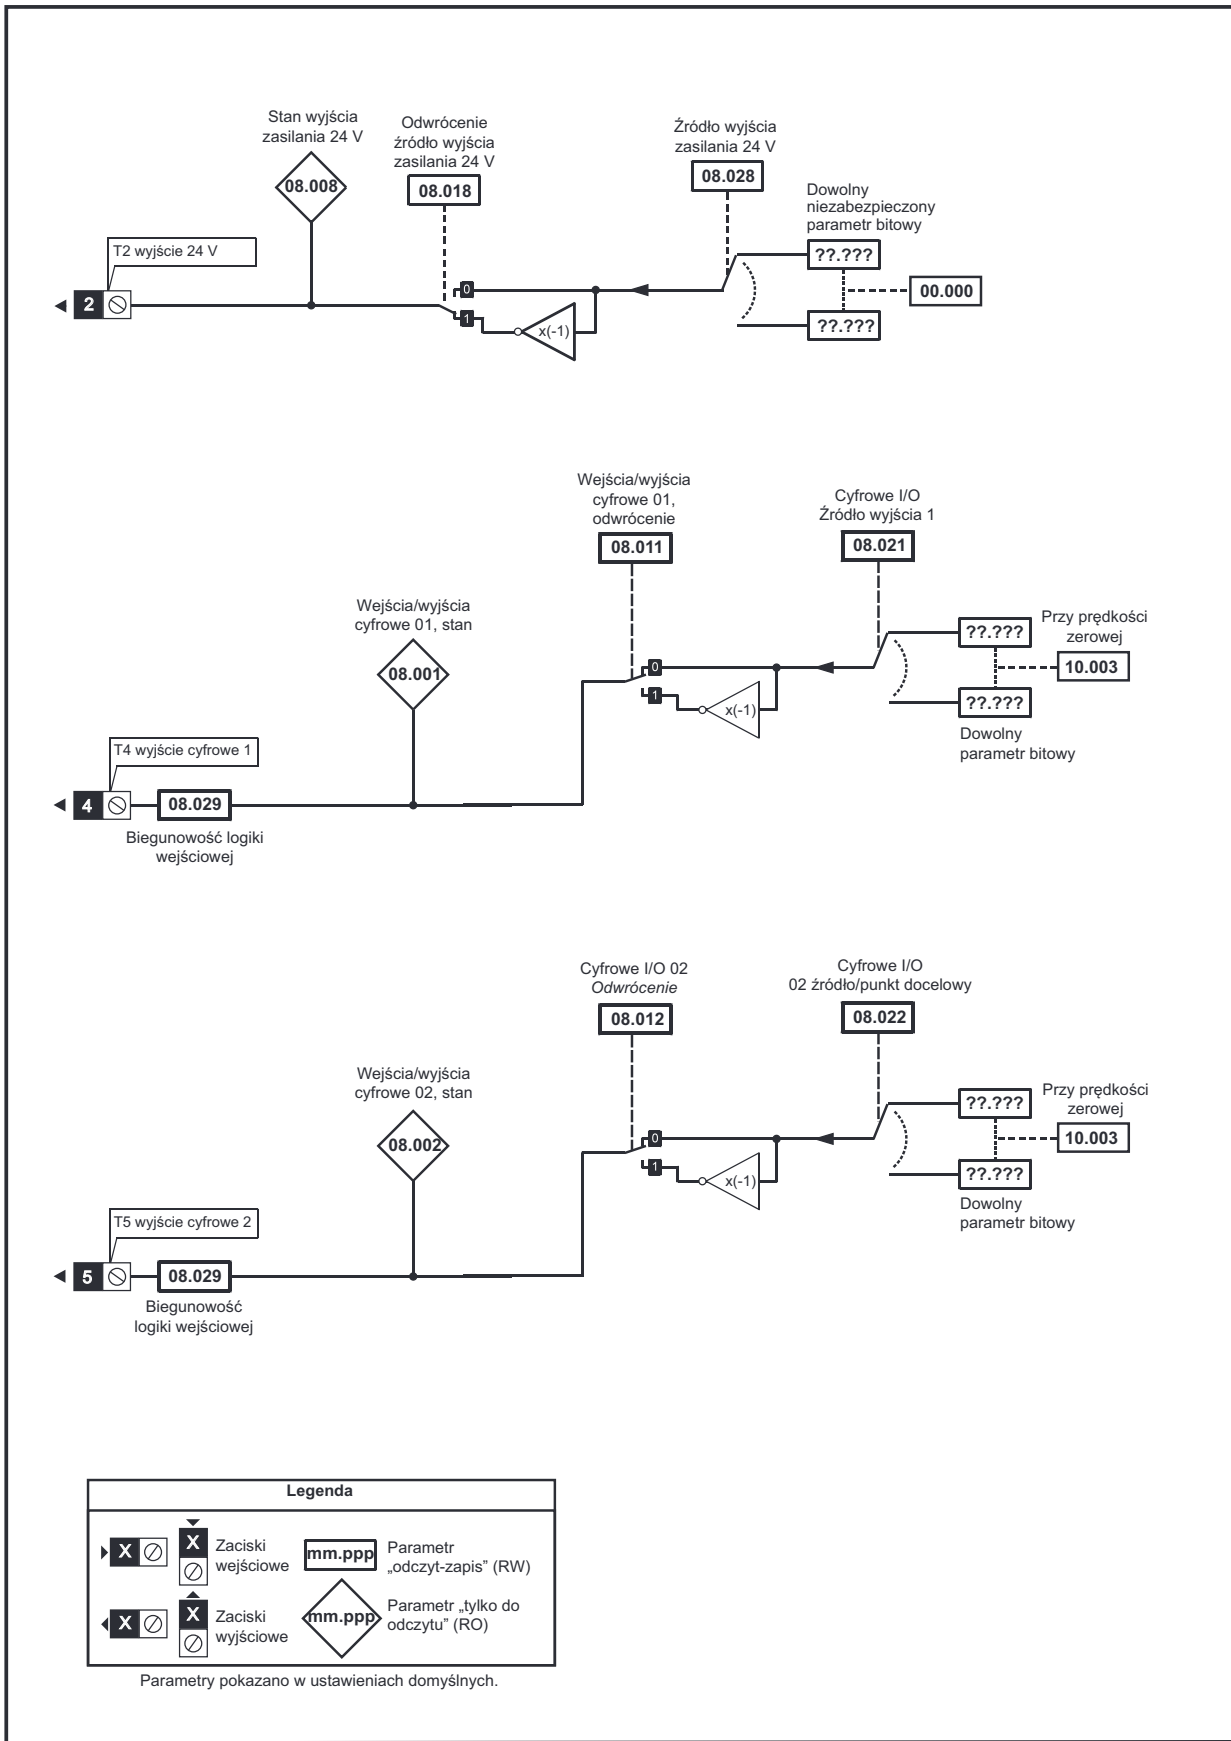 Stan wyjścia
zasilania 24 V
08.008
Odwrócenie
źródło wyjścia
zasilania 24 V
08.018
Źródło wyjścia
zasilania 24 V
08.028
Dowolny
niezabezpieczony
parametr bitowy
??.???
00.000
??.???
T2 wyjście 24 V
2
0
1
x(-1)
Wejścia/wyjścia
cyfrowe 01,
odwrócenie
08.011
Cyfrowe I/O
Źródło wyjścia 1
08.021
Wejścia/wyjścia
cyfrowe 01, stan
08.001
0
1
x(-1)
??.???
Przy prędkości
zerowej
10.003
??.???
Dowolny
parametr bitowy
T4 wyjście cyfrowe 1
4
08.029
Biegunowość logiki
wejściowej
Cyfrowe I/O 02
Odwrócenie
08.012
Cyfrowe I/O
02 źródło/punkt docelowy
08.022
Wejścia/wyjścia
cyfrowe 02, stan
08.002
0
1
x(-1)
??.???
Przy prędkości
zerowej
10.003
??.???
Dowolny
parametr bitowy
T5 wyjście cyfrowe 2
5
08.029
Biegunowość
logiki wejściowej
Legenda
X
X
Zaciski
wejściowe
mm.ppp
Parametr
„odczyt-zapis” (RW)
X
X
Zaciski
wyjściowe
mm.ppp
Parametr „tylko do
odczytu” (RO)
Parametry pokazano w ustawieniach domyślnych.